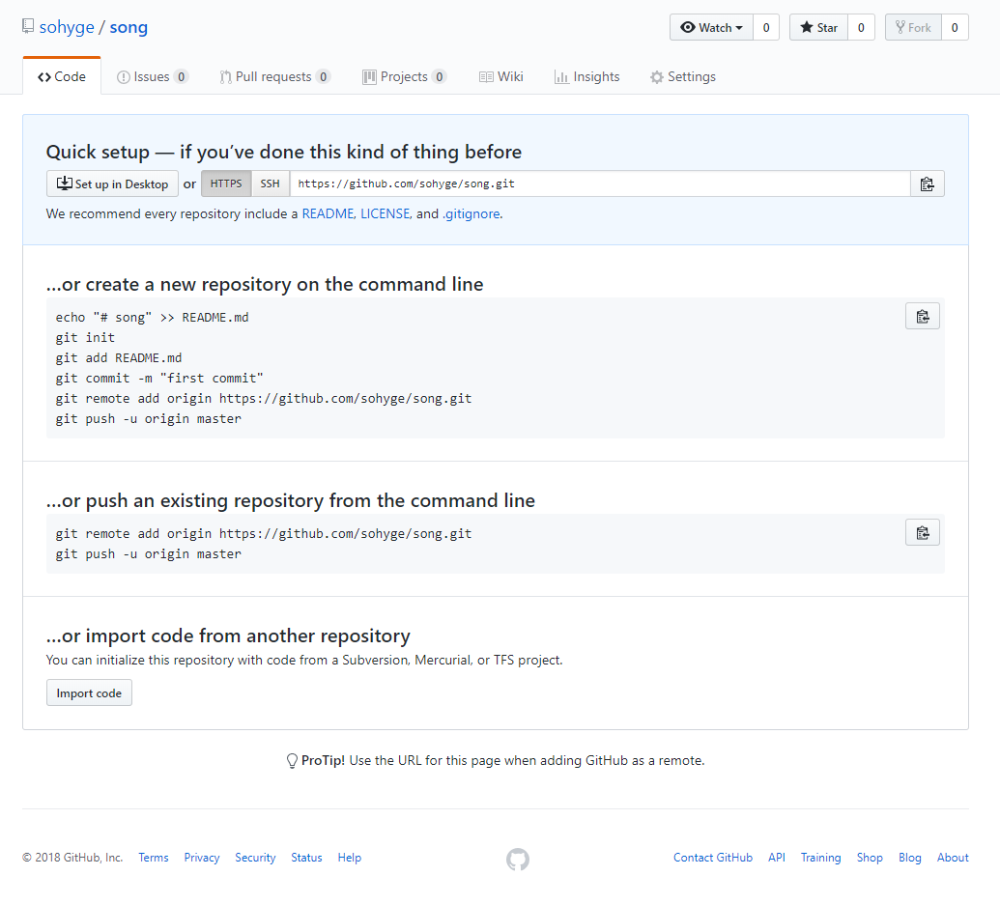 sohyge / song
Watch 0 Star 0 Fork 0
Code Issues 0 Pull requests 0 Projects 0 Wiki Insights Settings
Quick setup — if you’ve done this kind of thing before
Set up in Desktop or HTTPS SSH https://github.com/sohyge/song.git
We recommend every repository include a README, LICENSE, and .gitignore.
…or create a new repository on the command line
echo "# song" >> README.md
git init
git add README.md
git commit -m "first commit"
git remote add origin https://github.com/sohyge/song.git
git push -u origin master
…or push an existing repository from the command line
git remote add origin https://github.com/sohyge/song.git
git push -u origin master
…or import code from another repository
You can initialize this repository with code from a Subversion, Mercurial, or TFS project.
Import code
ProTip! Use the URL for this page when adding GitHub as a remote.
© 2018 GitHub, Inc. Terms Privacy Security Status Help Contact GitHub API Training Shop Blog About